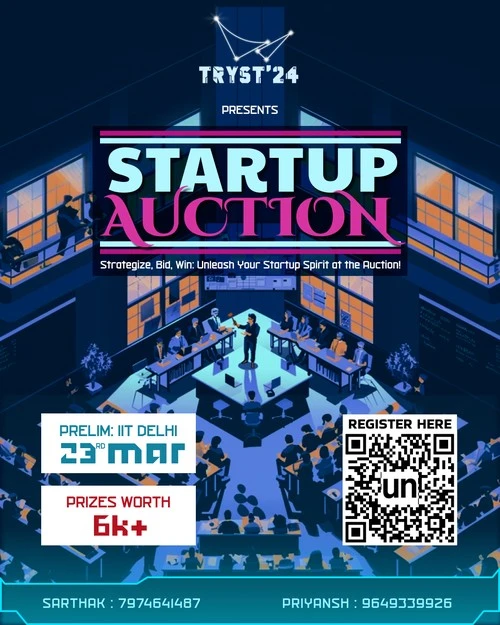 TRYST'24
PRESENTS
STARTUP
AUCTION
Strategize, Bid, Win: Unleash Your Startup Spirit at the Auction!
PRELIM: IIT DELHI
23RD mar
PRIZES WORTH
6k+
REGISTER HERE
un
SARTHAK : 7974641487
PRIYANSH : 9649339926